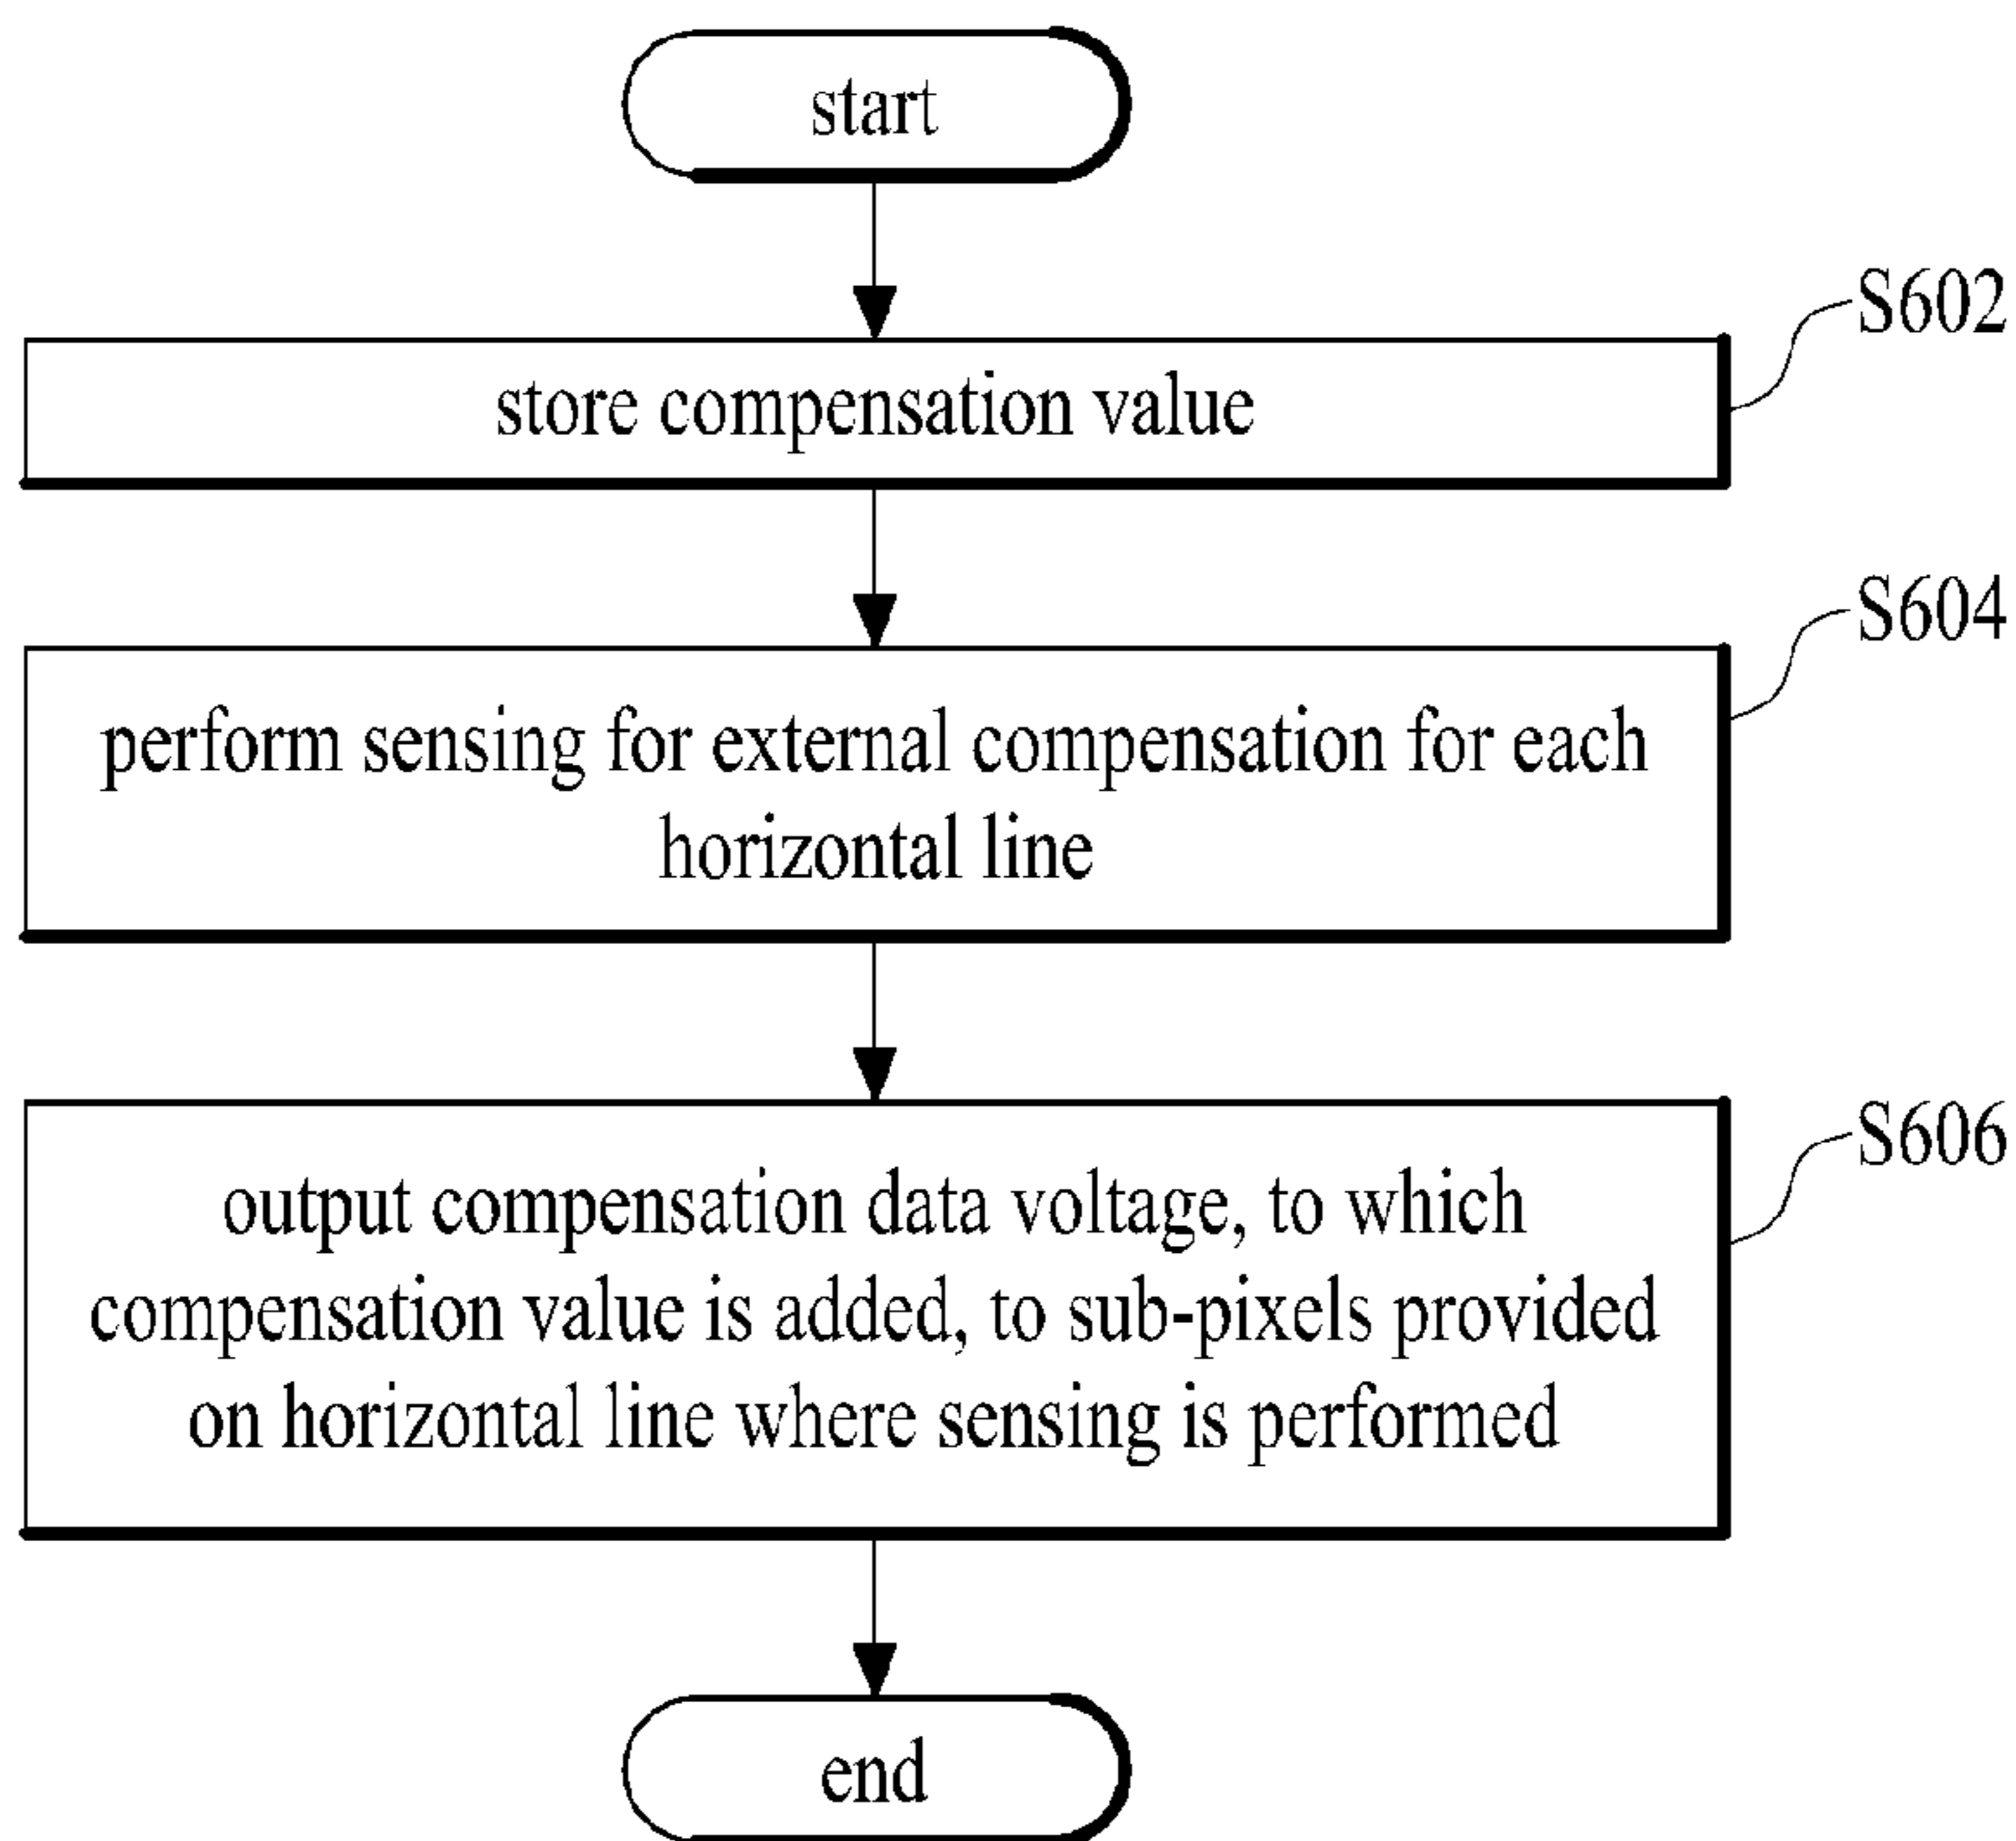 start
S602
store compensation value
S604
perform sensing for external compensation for each
horizontal line
S606
output compensation data voltage, to which
compensation value is added, to sub-pixels provided
on horizontal line where sensing is performed
end